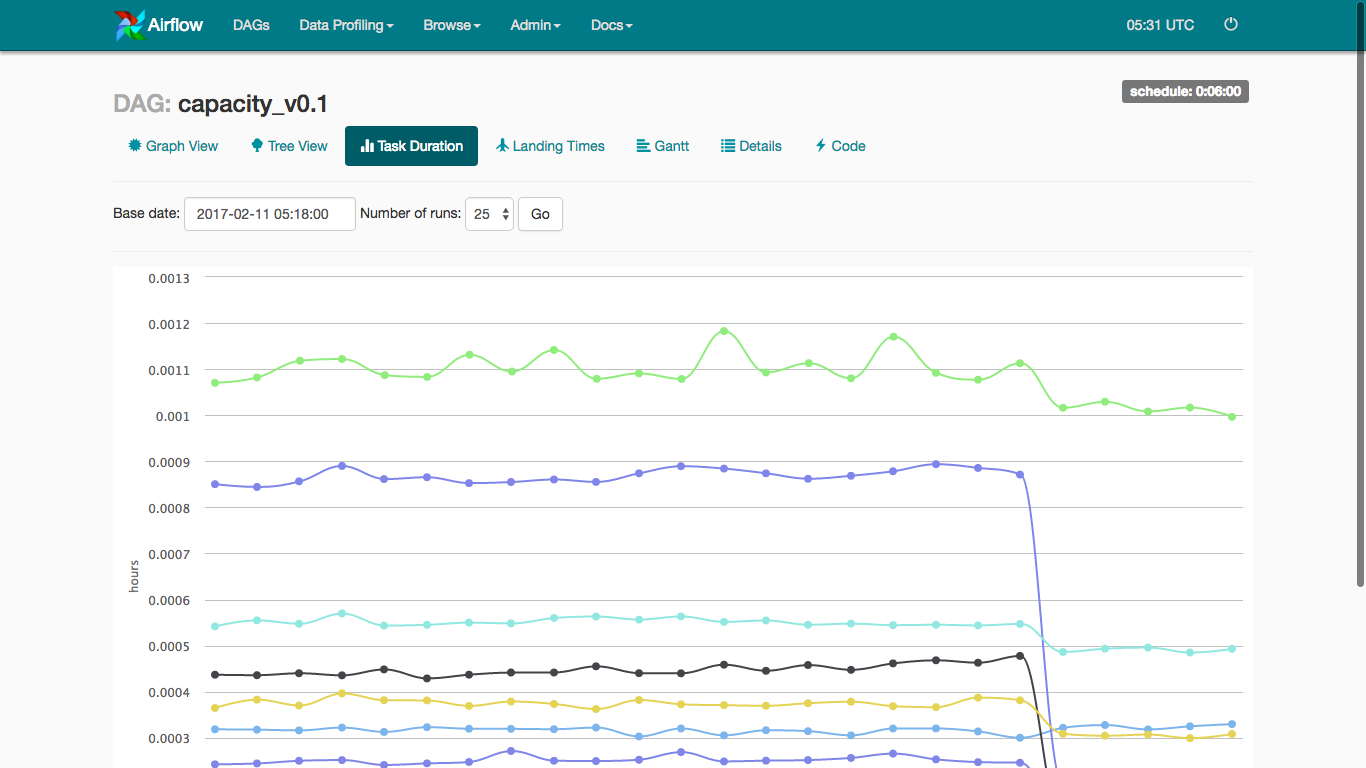 Airflow DAGs Data Profiling Browse Admin Docs 05:31 UTC
DAG: capacity_v0.1
schedule: 0:06:00
Graph View Tree View Task Duration Landing Times Gantt Details Code
Base date: 2017-02-11 05:18:00 Number of runs: 25 Go
0.0013
0.0012
0.0011
0.001
0.0009
0.0008
0.0007
hours
0.0006
0.0005
0.0004
0.0003